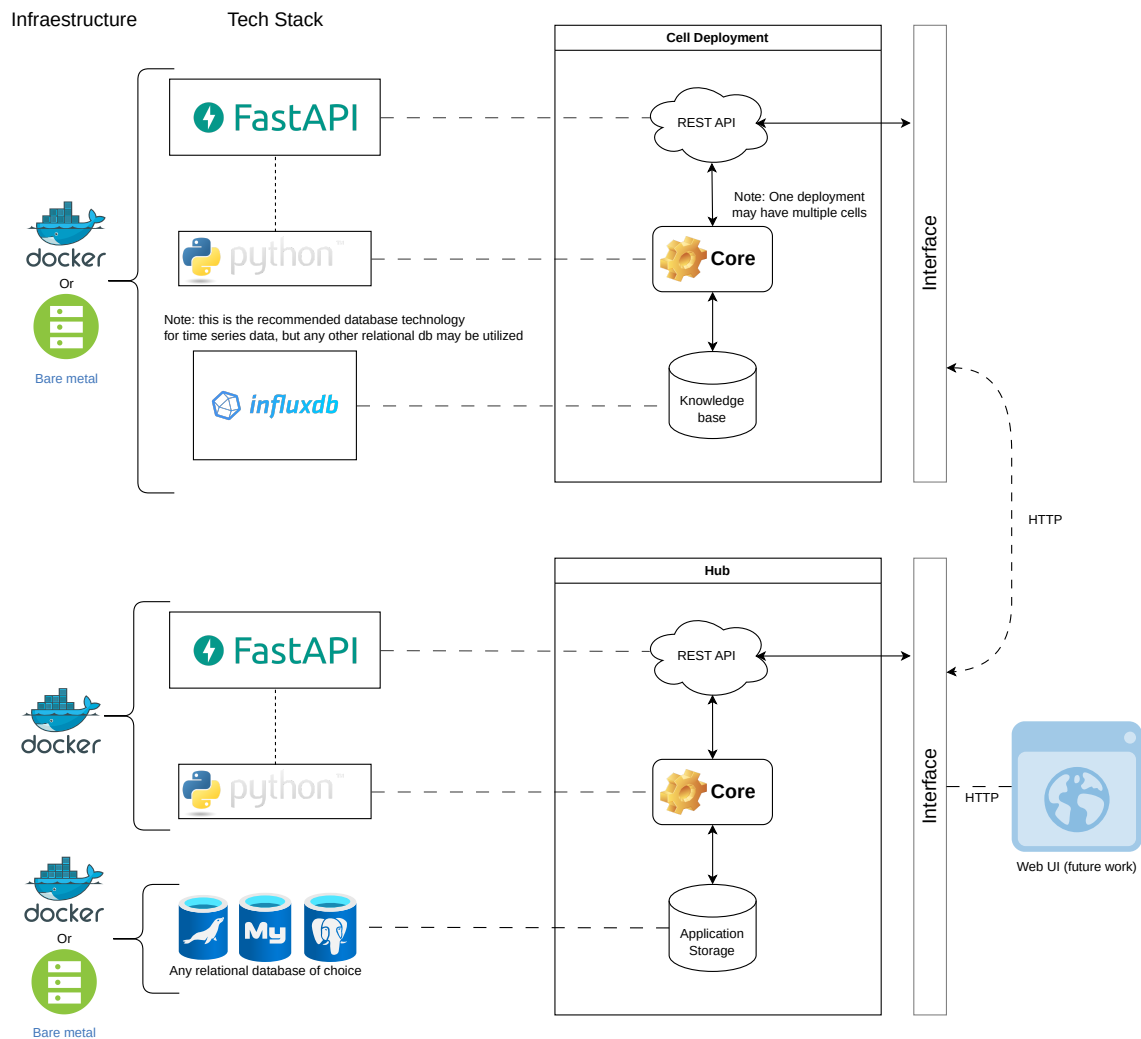 Infraestructure
Tech Stack
Cell Deployment
FastAPI
REST API
Note: One deployment
may have multiple cells
docker
Or
Bare metal
python™
Core
Interface
Note: this is the recommended database technology
for time series data, but any other relational db may be utilized
influxdb
Knowledge
base
HTTP
Hub
FastAPI
REST API
docker
python™
Core
Interface
HTTP
Web UI (future work)
docker
Or
Bare metal
My
Any relational database of choice
Application
Storage